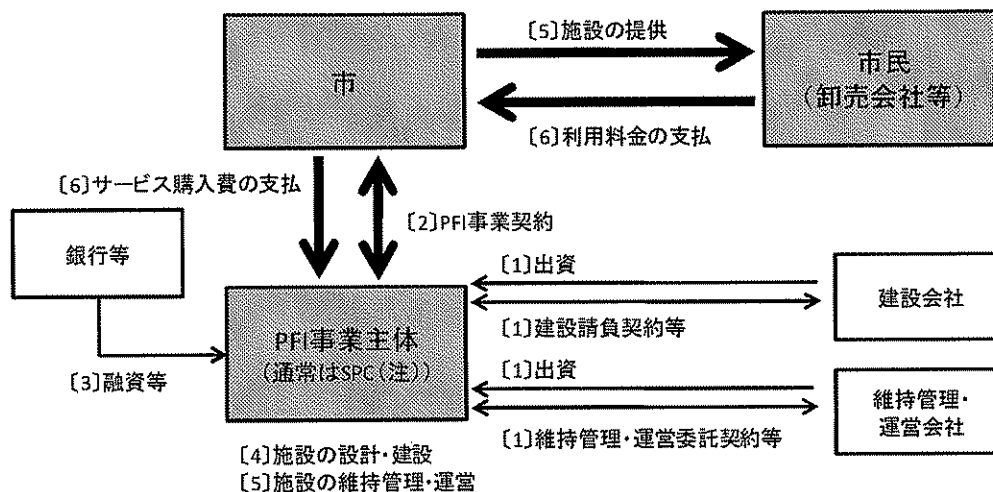 〔5〕施設の提供
市
市民
（卸売会社等）
〔6〕利用料金の支払
〔6〕サービス購入費の支払
〔2〕PFI事業契約
銀行等
〔3〕融資等
PFI事業主体
（通常はSPC（注））
〔1〕出資
〔1〕建設請負契約等
建設会社
〔1〕出資
〔1〕維持管理・運営委託契約等
維持管理・
運営会社
〔4〕施設の設計・建設
〔5〕施設の維持管理・運営